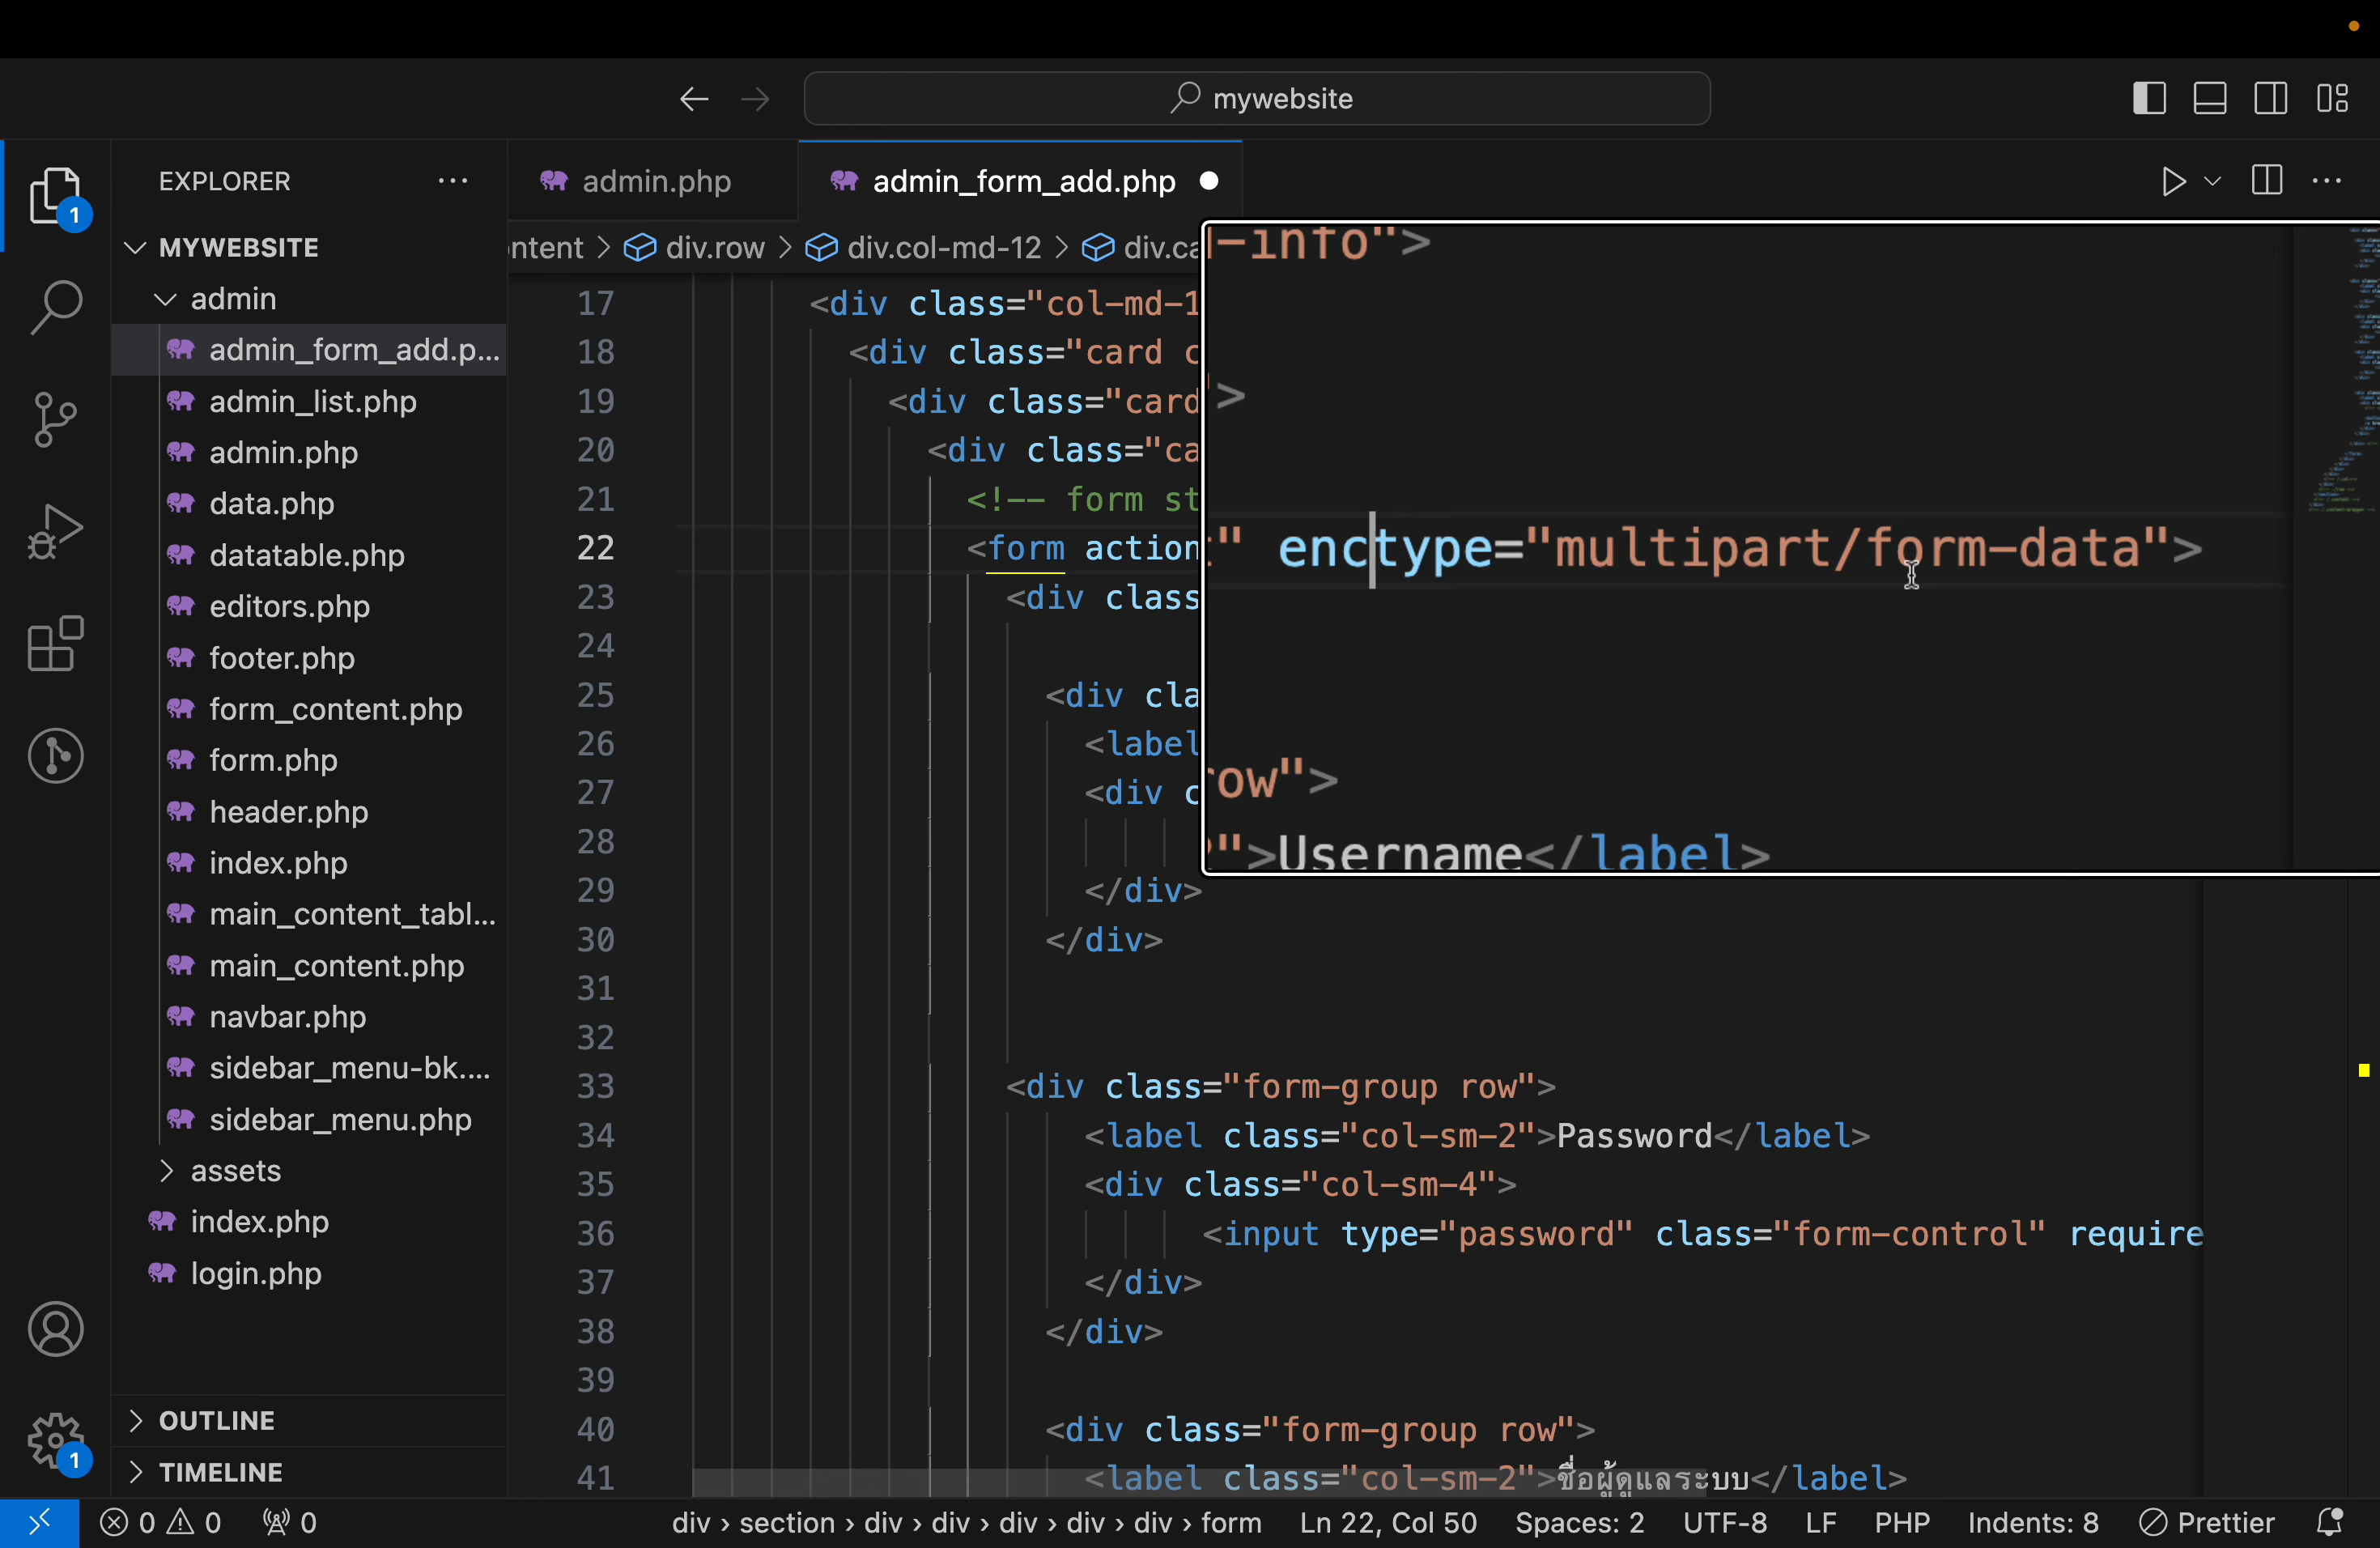 mywebsite
EXPLORER
MYWEBSITE
admin
admin_form_add.p...
admin_list.php
admin.php
data.php
datatable.php
editors.php
footer.php
form_content.php
form.php
header.php
index.php
main_content_tabl...
main_content.php
navbar.php
sidebar_menu-bk....
sidebar_menu.php
assets
index.php
login.php
OUTLINE
TIMELINE
1
1
admin.php
admin_form_add.php
ntent > div.row > div.col-md-12 > div.ca
17 <div class="col-md-1
18 <div class="card c
19 <div class="card
20 <div class="ca
21 <!-- form st
22 <form action
23 <div class
24
25 <div cla
26 <label
27 <div c
28
29 </div>
30 </div>
31
32
33 <div class="form-group row">
34 <label class="col-sm-2">Password</label>
35 <div class="col-sm-4">
36 <input type="password" class="form-control" require
37 </div>
38 </div>
39
40 <div class="form-group row">
41 <label class="col-sm-2">ชื่อผู้ดูแลระบบ</label>
-info">
">
" enctype="multipart/form-data">
row">
">Username</label>
0 0 0
div > section > div > div > div > div > div > form
Ln 22, Col 50
Spaces: 2
UTF-8
LF
PHP
Indents: 8
Prettier